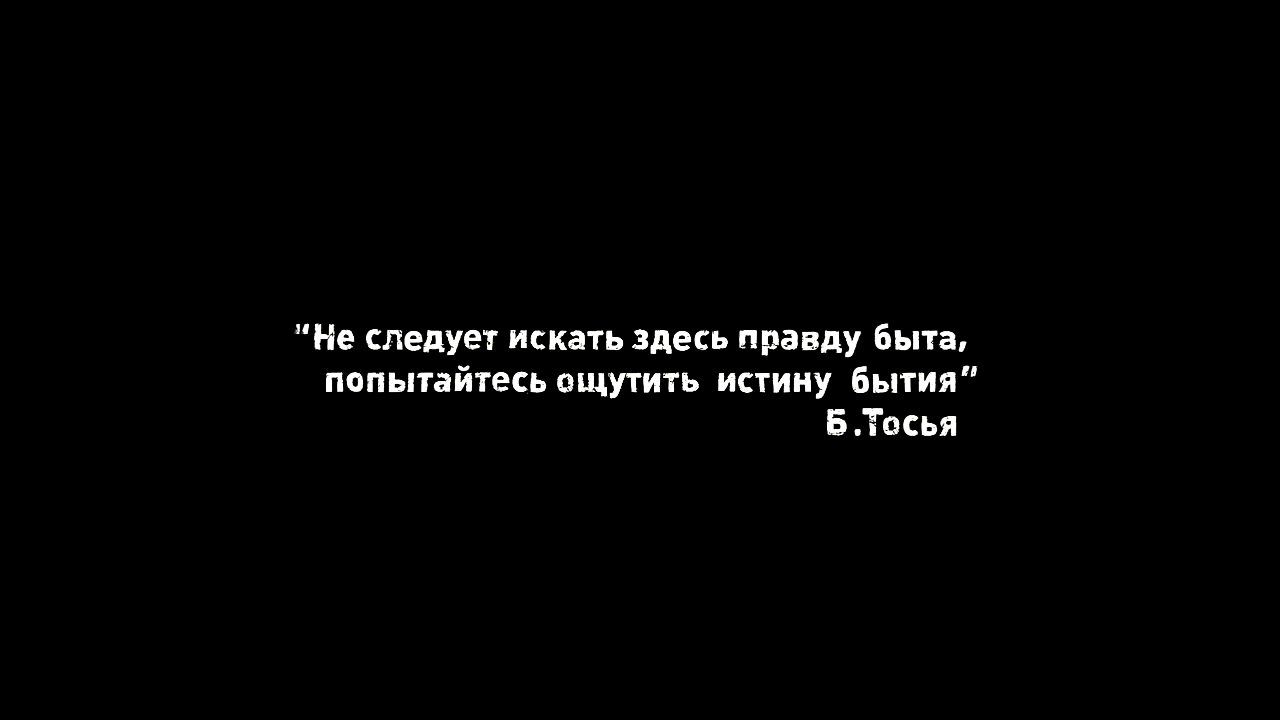 "Не следует искать здесь правду быта,
попытайтесь ощутить истину бытия"
Б.Тосья